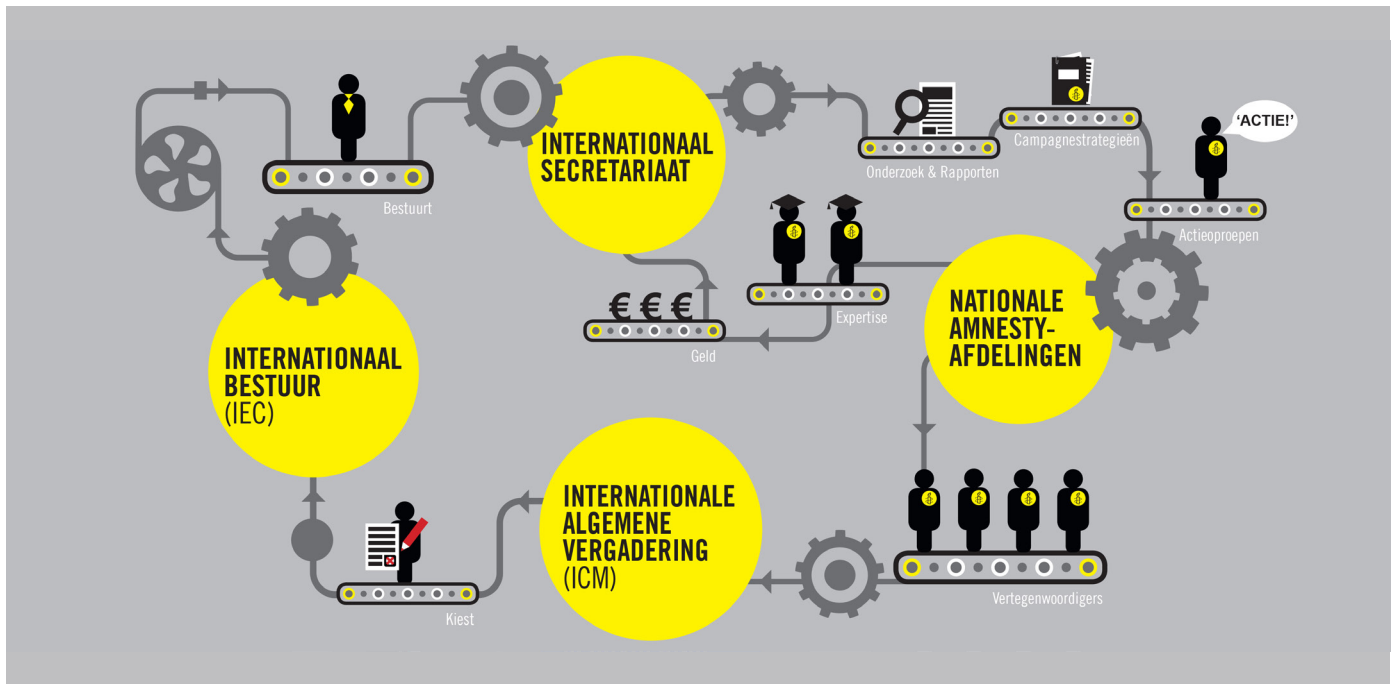 INTERNATIONAAL
SECRETARIAAT
'ACTIE!'
Campagnestrategieën
Onderzoek & Rapporten
Bestuurt
Actieoproepen
Expertise
€ € €
Geld
NATIONALE
AMNESTY-
AFDELINGEN
INTERNATIONAAL
BESTUUR
(IEC)
INTERNATIONALE
ALGEMENE
VERGADERING
(ICM)
Vertegenwoordigers
Kiest